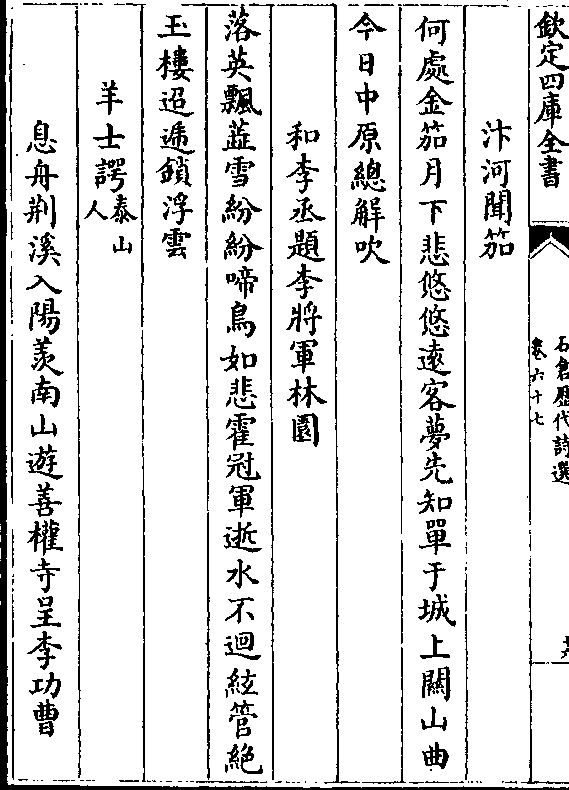 欽定四庫全書
石倉歷代詩選
卷六十七
汴河聞笳
何處金笳月下悲悠悠遠客夢先知單于城上關山曲
今日中原總解吹
和李丞題李將軍林園
落英飄蕋雪紛紛啼鳥如悲霍冠軍逝水不迴絃管絶
玉樓迢遞鎖浮雲
羊士諤泰山人
息舟荆溪入陽羨南山遊善權寺呈李功曹